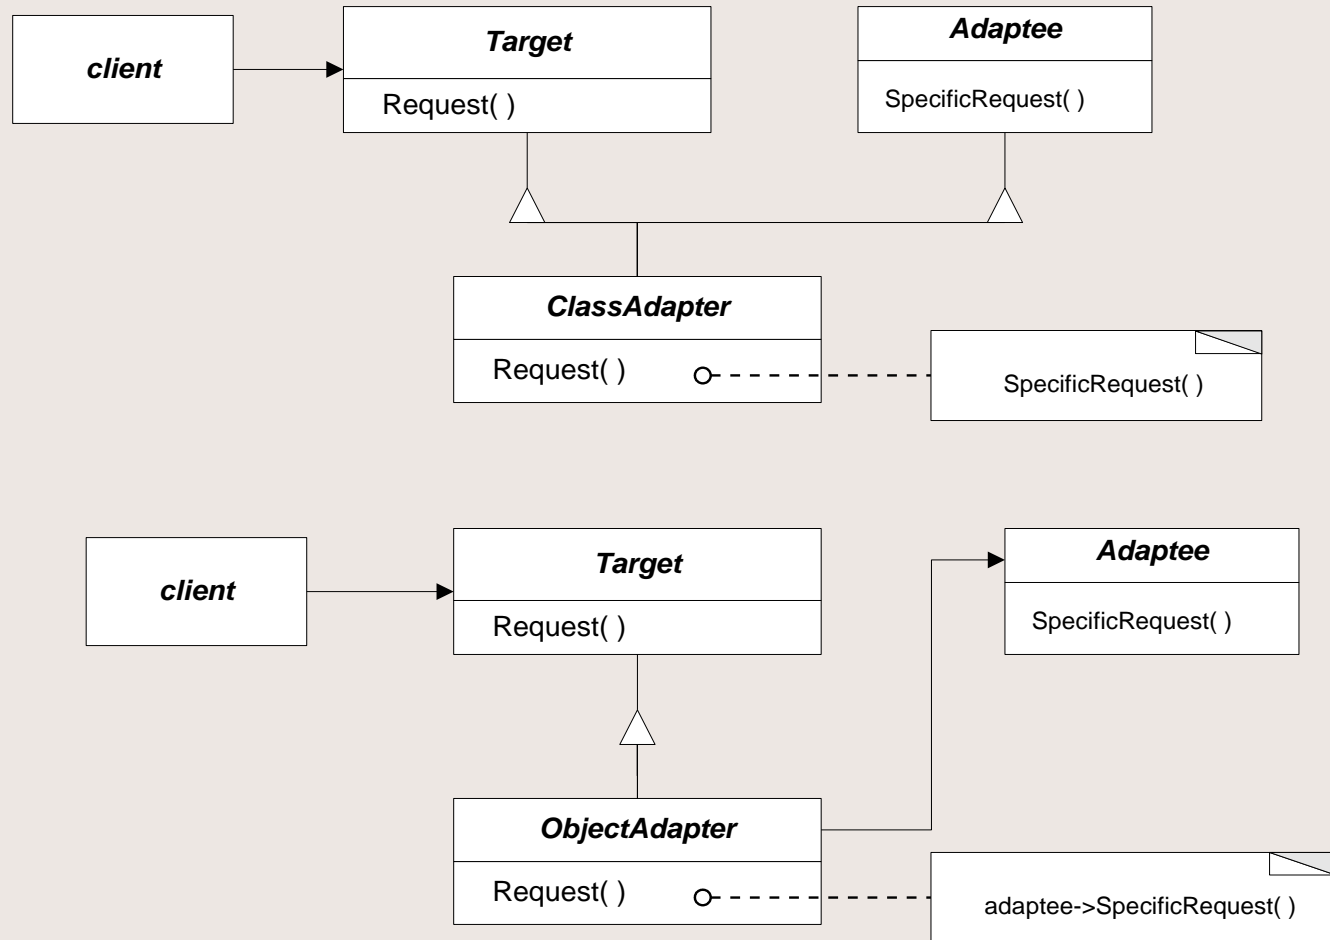 client
Target
Request( )
Adaptee
SpecificRequest( )
ClassAdapter
Request( )
SpecificRequest( )
client
Target
Request( )
Adaptee
SpecificRequest( )
ObjectAdapter
Request( )
adaptee->SpecificRequest( )